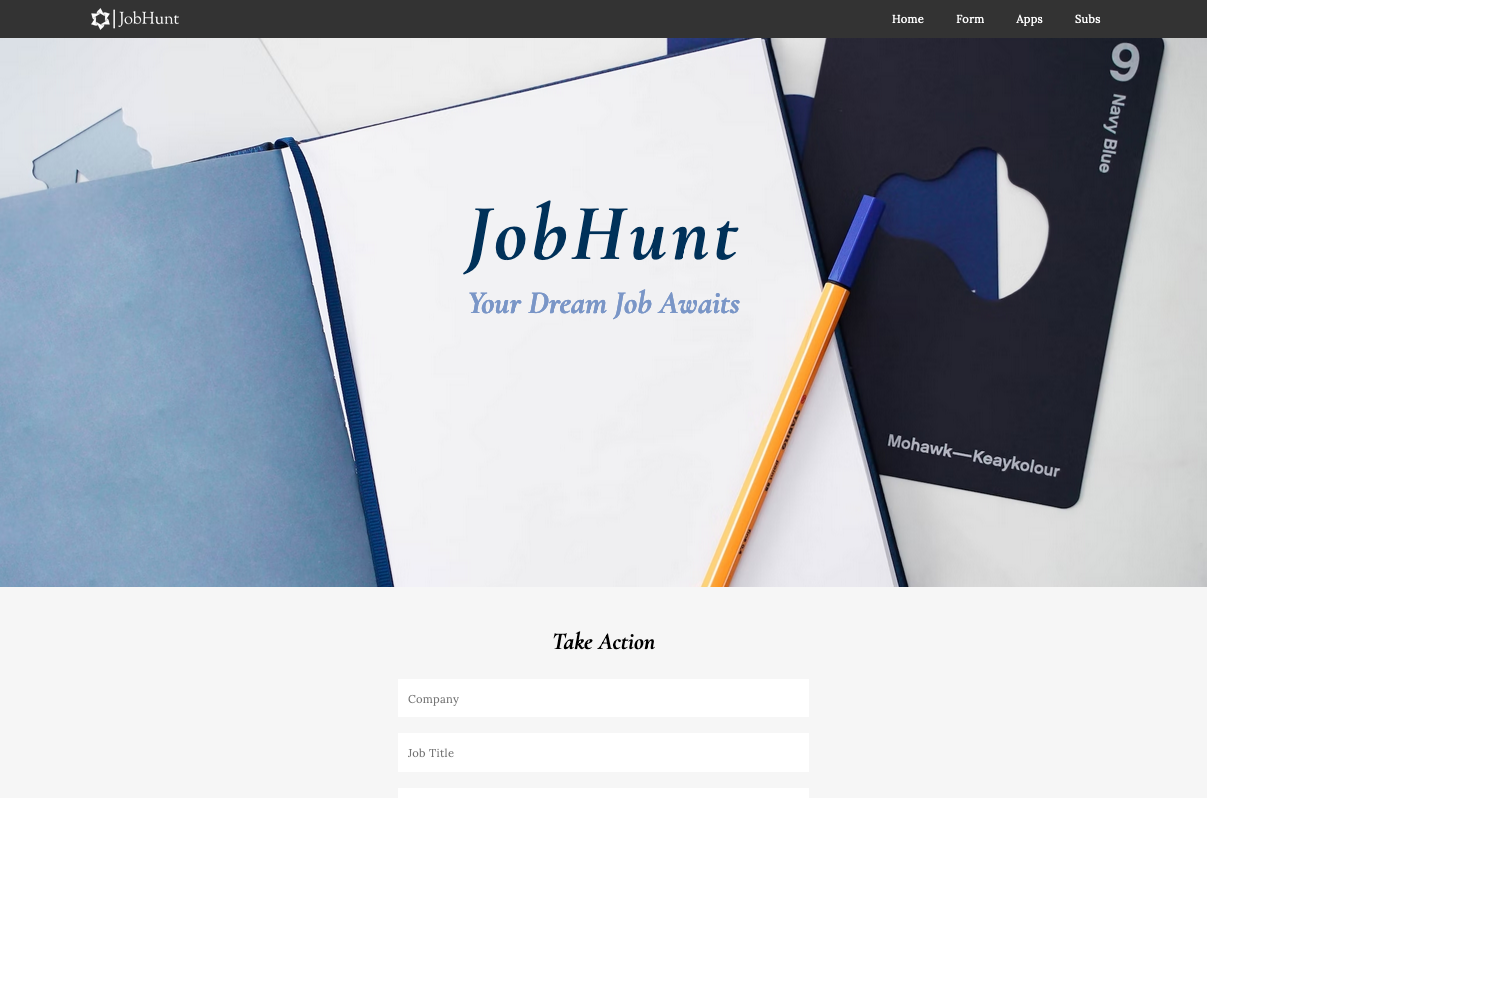 JobHunt
Home
Form
Apps
Subs
9 Navy Blue
JobHunt
Your Dream Job Awaits
Mohawk—Keaykolour
Take Action
Company
Job Title